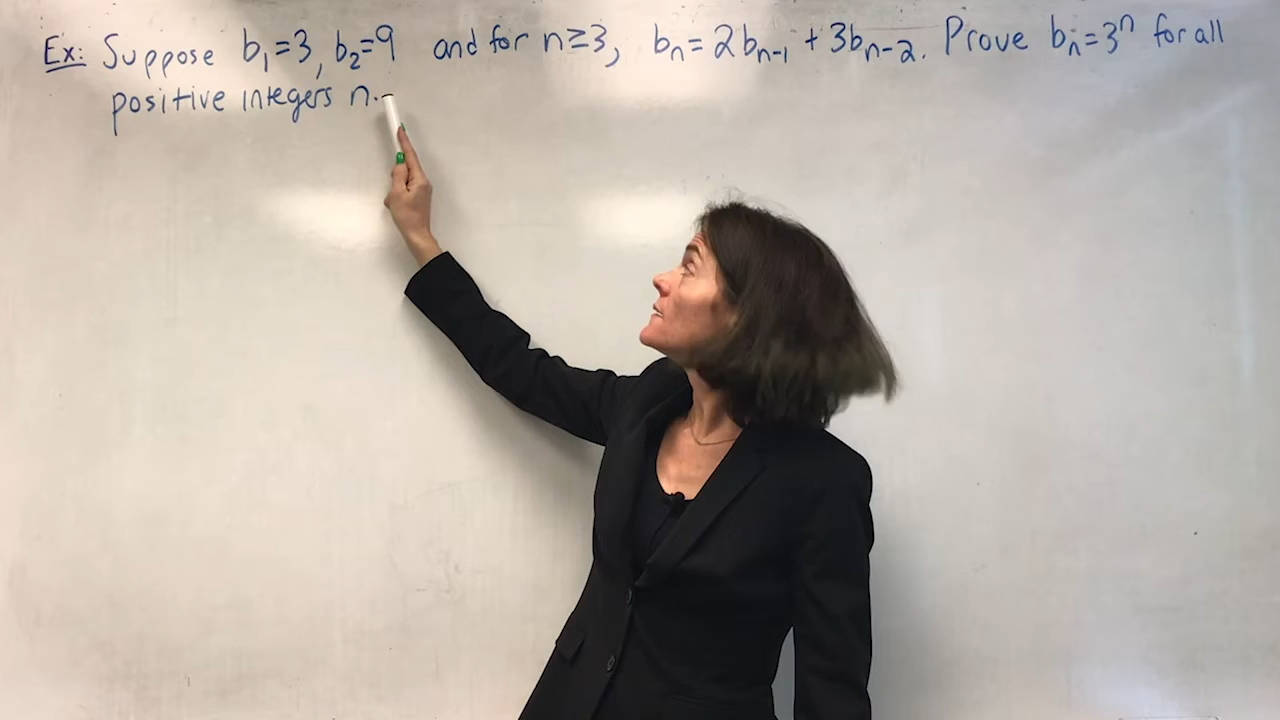 Ex: Suppose b₁=3, b₂=9 and for n≥3, bₙ=2bₙ₋₁+3bₙ₋₂. Prove bₙ=3ⁿ for all
positive integers n.